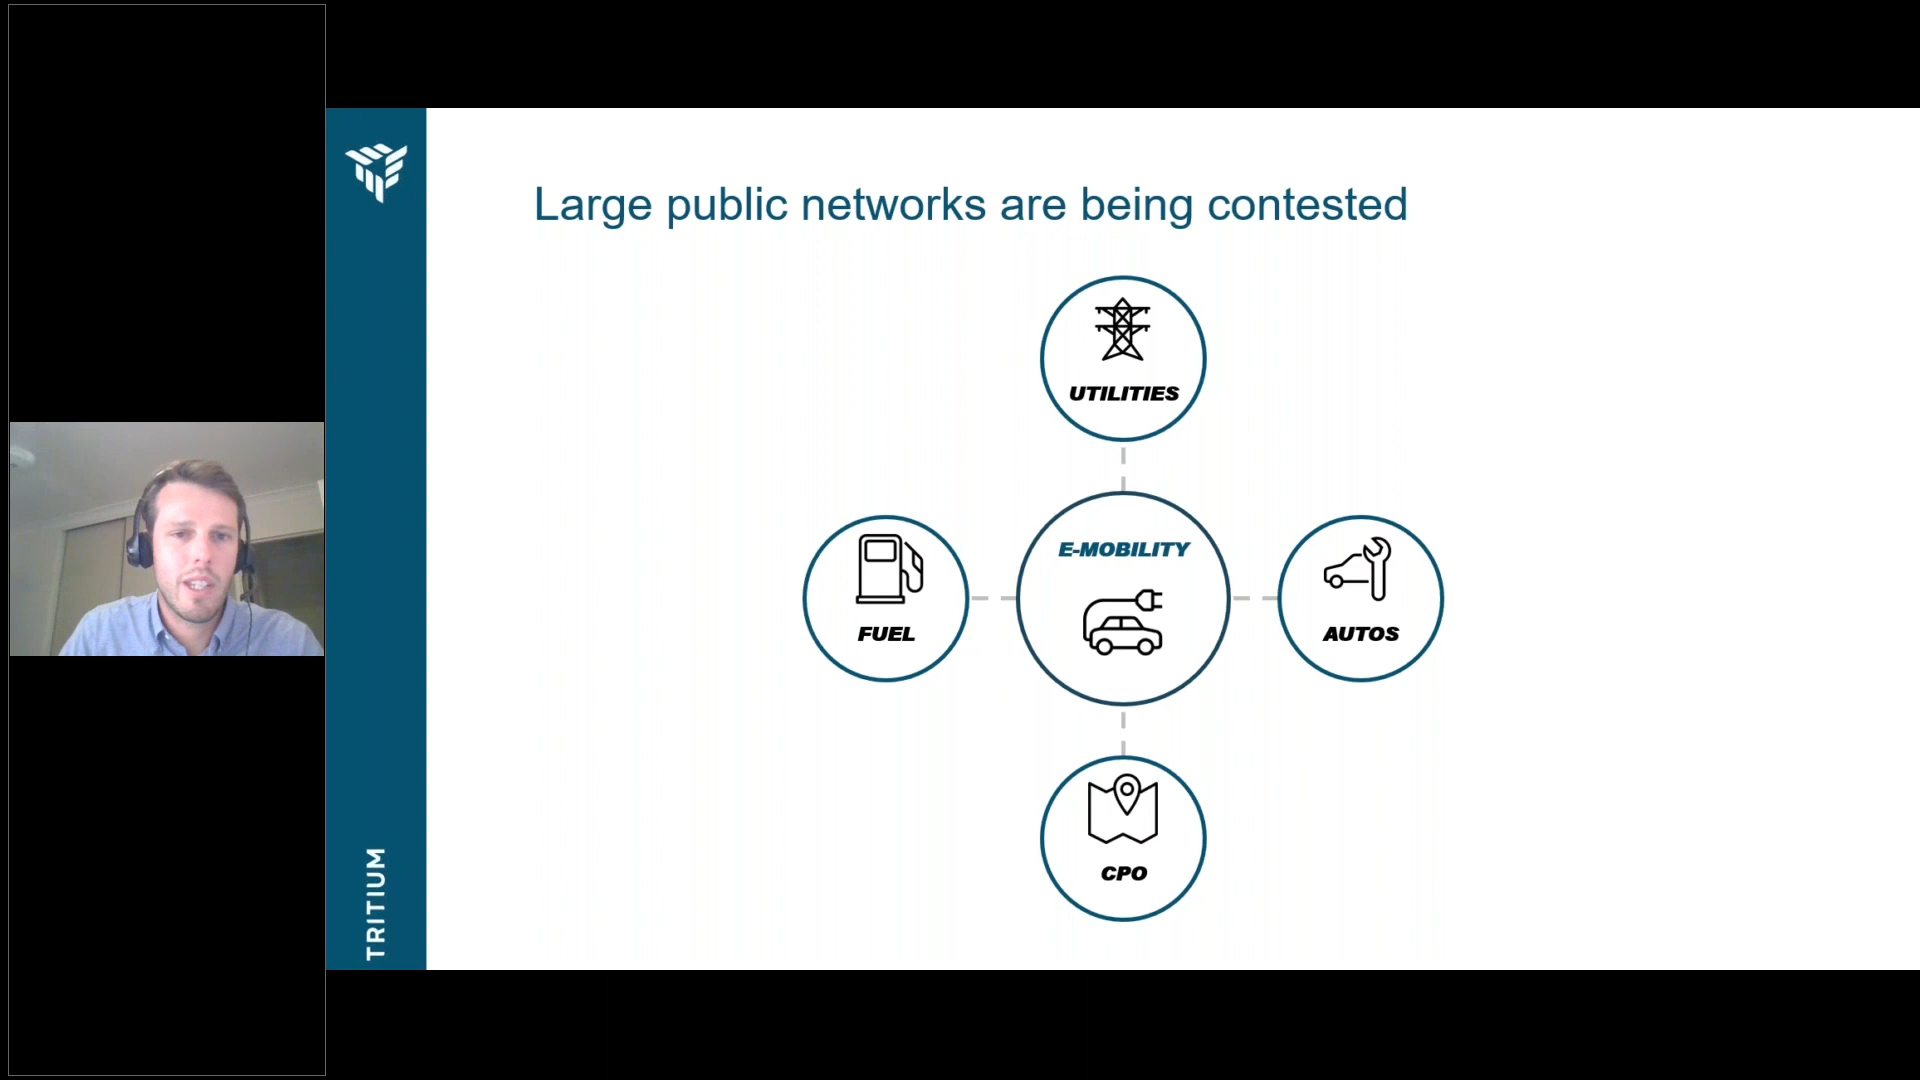 Large public networks are being contested
UTILITIES
E-MOBILITY
FUEL
AUTOS
CPO
TRITIUM